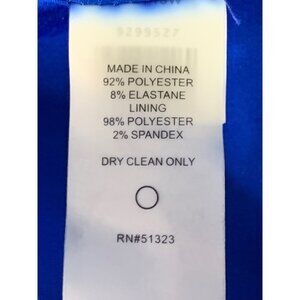 MADE IN CHINA
92% POLYESTER
8% ELASTANE
LINING
98% POLYESTER
2% SPANDEX
DRY CLEAN ONLY
RN#51323